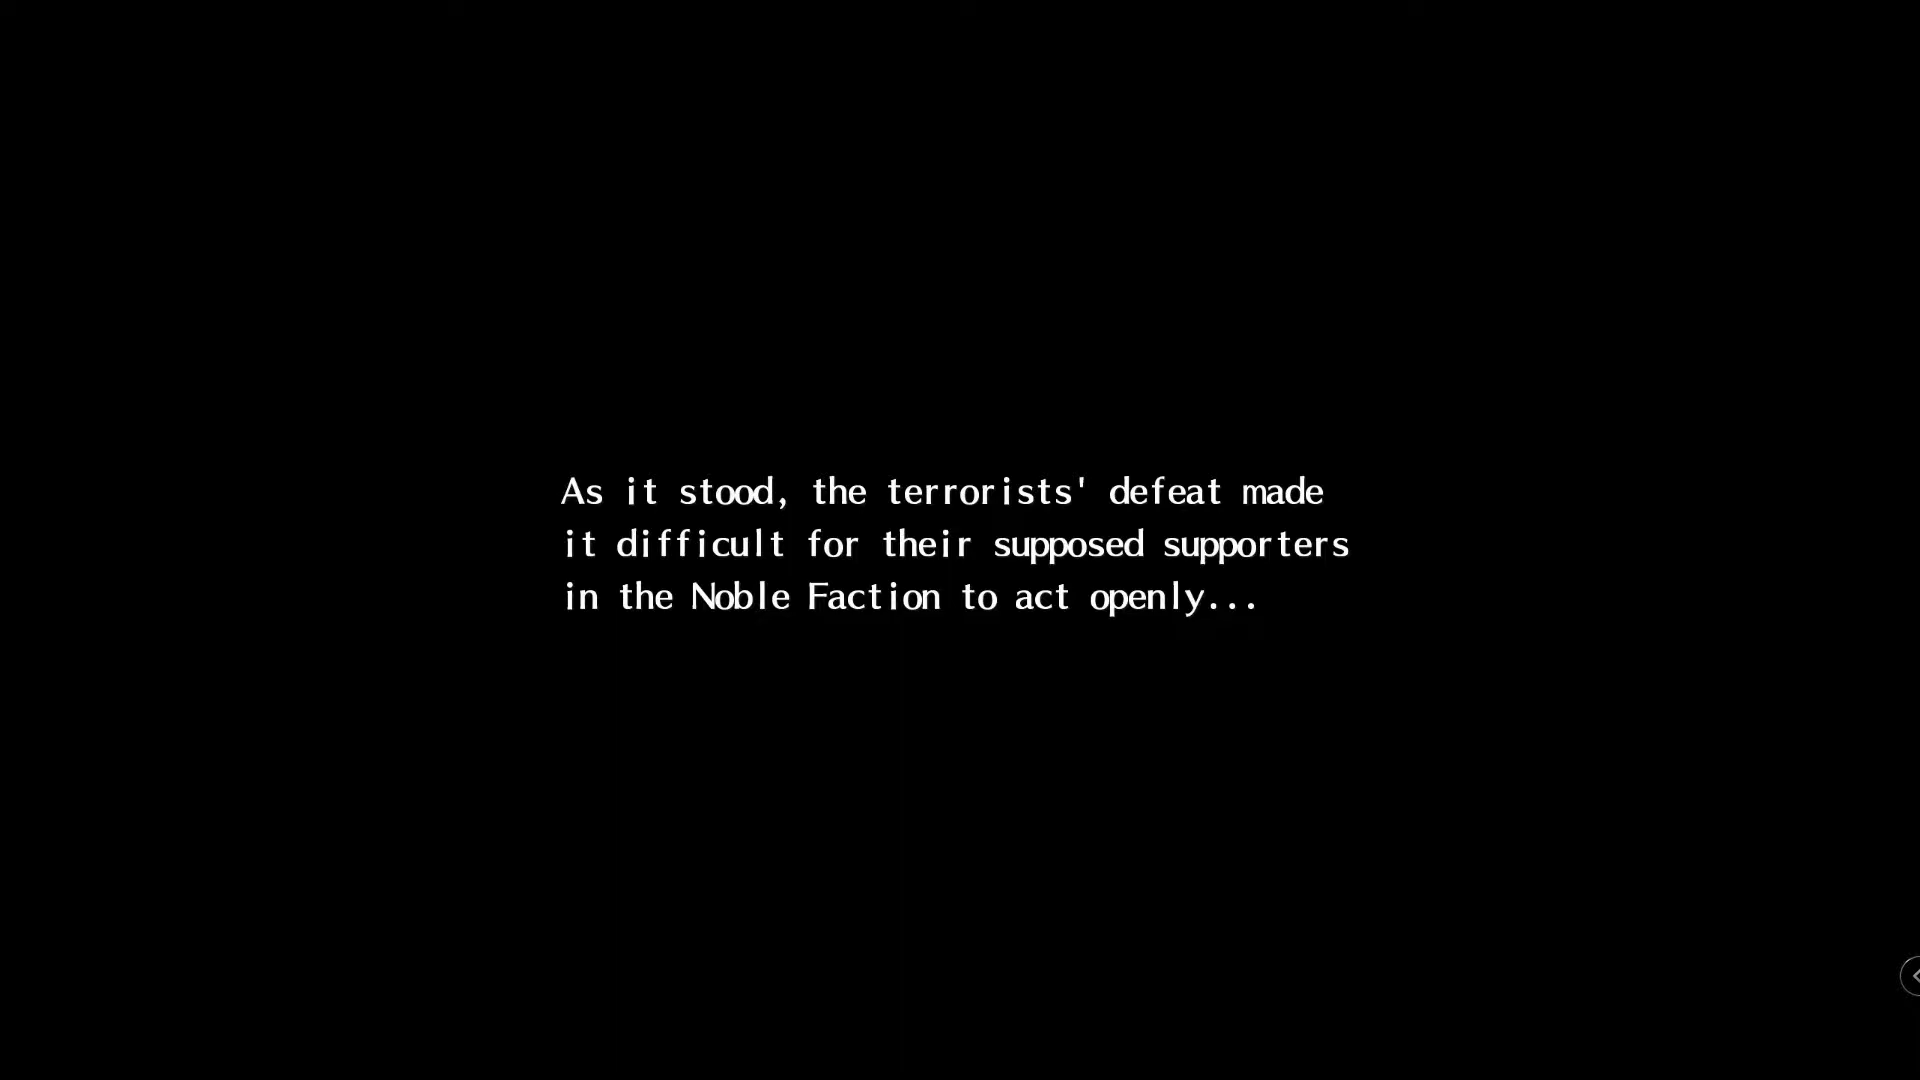 As it stood, the terrorists' defeat made
it difficult for their supposed supporters
in the Noble Faction to act openly...